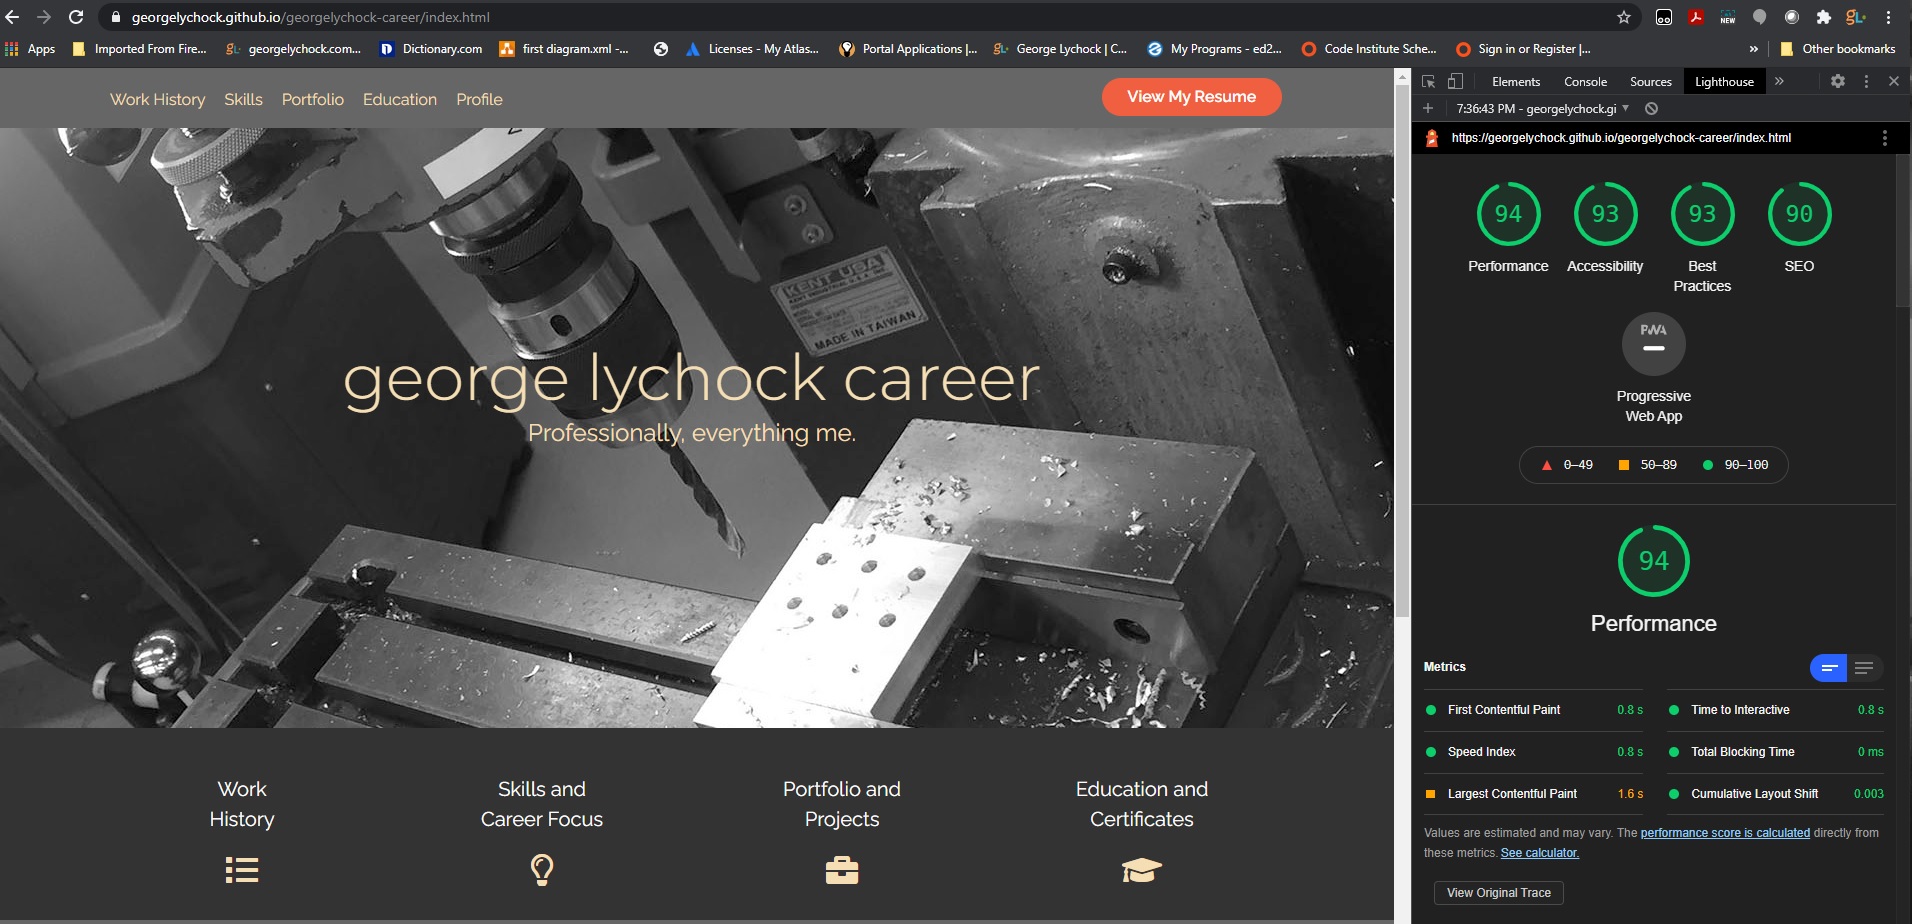 georgelychock.github.io/georgelychock-career/index.html
NEW
gL
Apps
Imported From Fire...
gL georgelychock.com...
D Dictionary.com
first diagram.xml -...
Licenses - My Atlas...
Portal Applications |...
gL George Lychock | C...
My Programs - ed2...
Code Institute Sche...
Sign in or Register |...
»
Other bookmarks
Work History Skills Portfolio Education Profile
View My Resume
KENT USA
MADE IN TAIWAN
george lychock career
Professionally, everything me.
Work
History
Skills and
Career Focus
Portfolio and
Projects
Education and
Certificates
Elements Console Sources Lighthouse »
+ 7:36:43 PM - georgelychock.gi
https://georgelychock.github.io/georgelychock-career/index.html
94 93 93 90
Performance
Accessibility
Best
Practices
SEO
PWA
Progressive
Web App
0–49 50–89 90–100
94
Performance
Metrics
First Contentful Paint 0.8 s
Time to Interactive 0.8 s
Speed Index 0.8 s
Total Blocking Time 0 ms
Largest Contentful Paint 1.6 s
Cumulative Layout Shift 0.003
Values are estimated and may vary. The performance score is calculated directly from
these metrics. See calculator.
View Original Trace